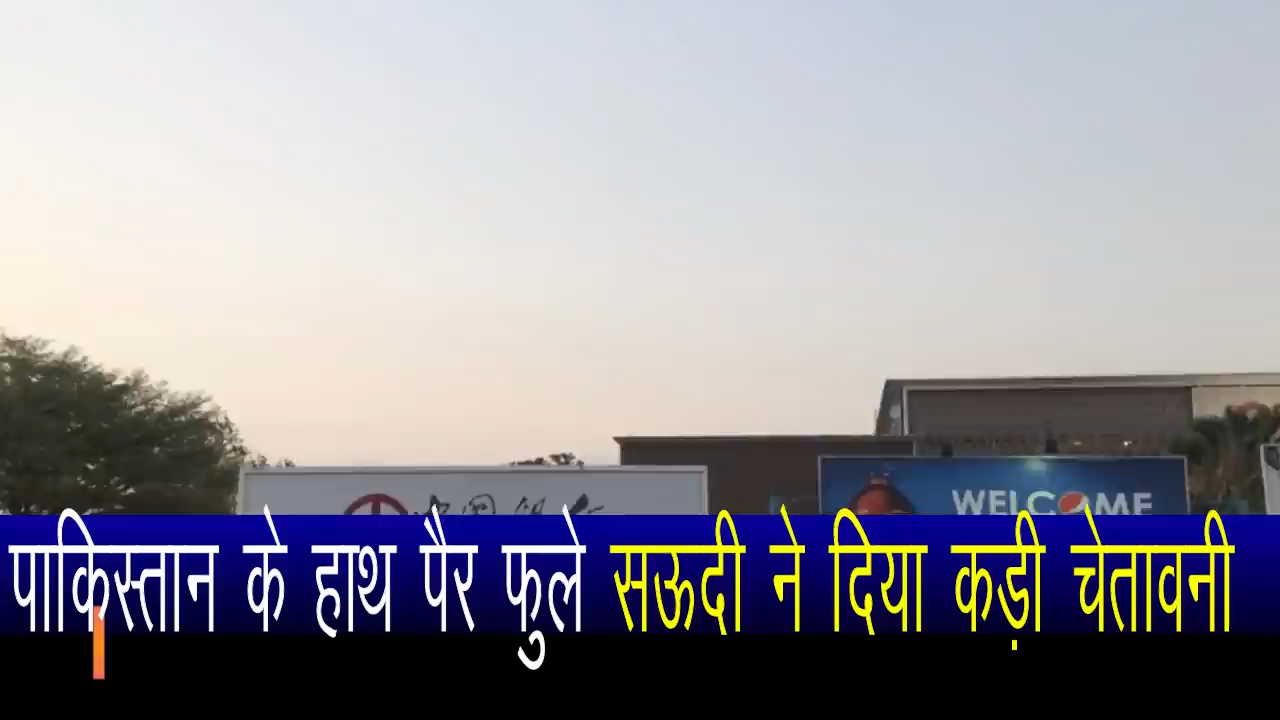 WELCOME
पाकिस्तान के हाथ पैर फुले सऊदी ने दिया कड़ी चेतावनी